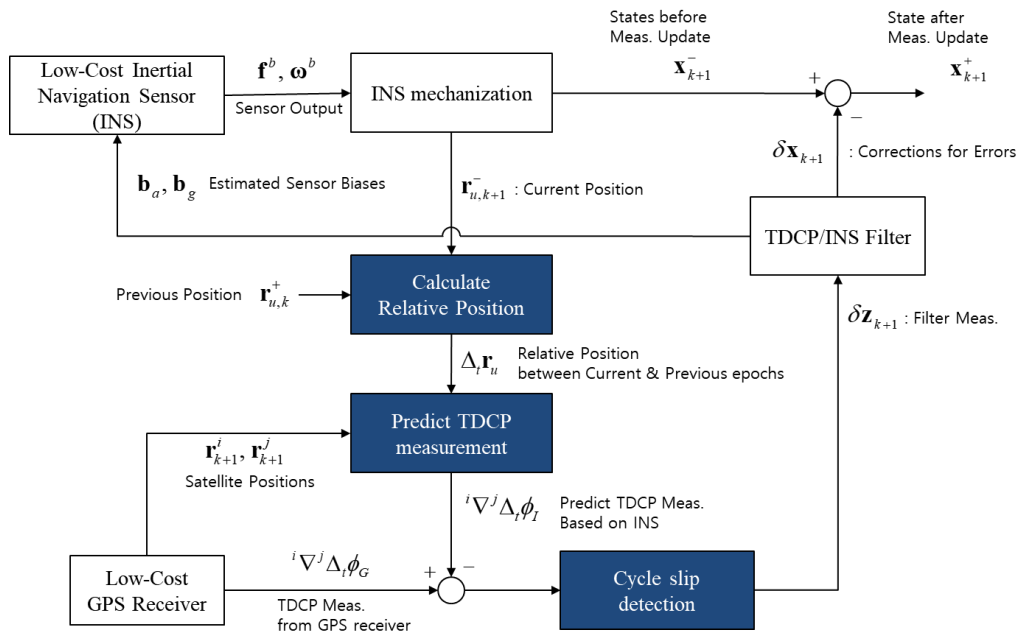 States before
Meas. Update
State after
Meas. Update
Low-Cost Inertial
Navigation Sensor
(INS)
f^b, ω^b
Sensor Output
INS mechanization
x^-_{k+1}
+
x^+_{k+1}
−
δx_{k+1} : Corrections for Errors
b_a, b_g Estimated Sensor Biases
r^-_{u,k+1} : Current Position
TDCP/INS Filter
Calculate
Relative Position
Previous Position r^+_{u,k}
δz_{k+1} : Filter Meas.
Δ_t r_u Relative Position
between Current & Previous epochs
Predict TDCP
measurement
r^i_{k+1}, r^j_{k+1}
Satellite Positions
^i∇^jΔ_tϕ_I Predict TDCP Meas.
Based on INS
Low-Cost
GPS Receiver
^i∇^jΔ_tϕ_G
+
−
TDCP Meas.
from GPS receiver
Cycle slip
detection